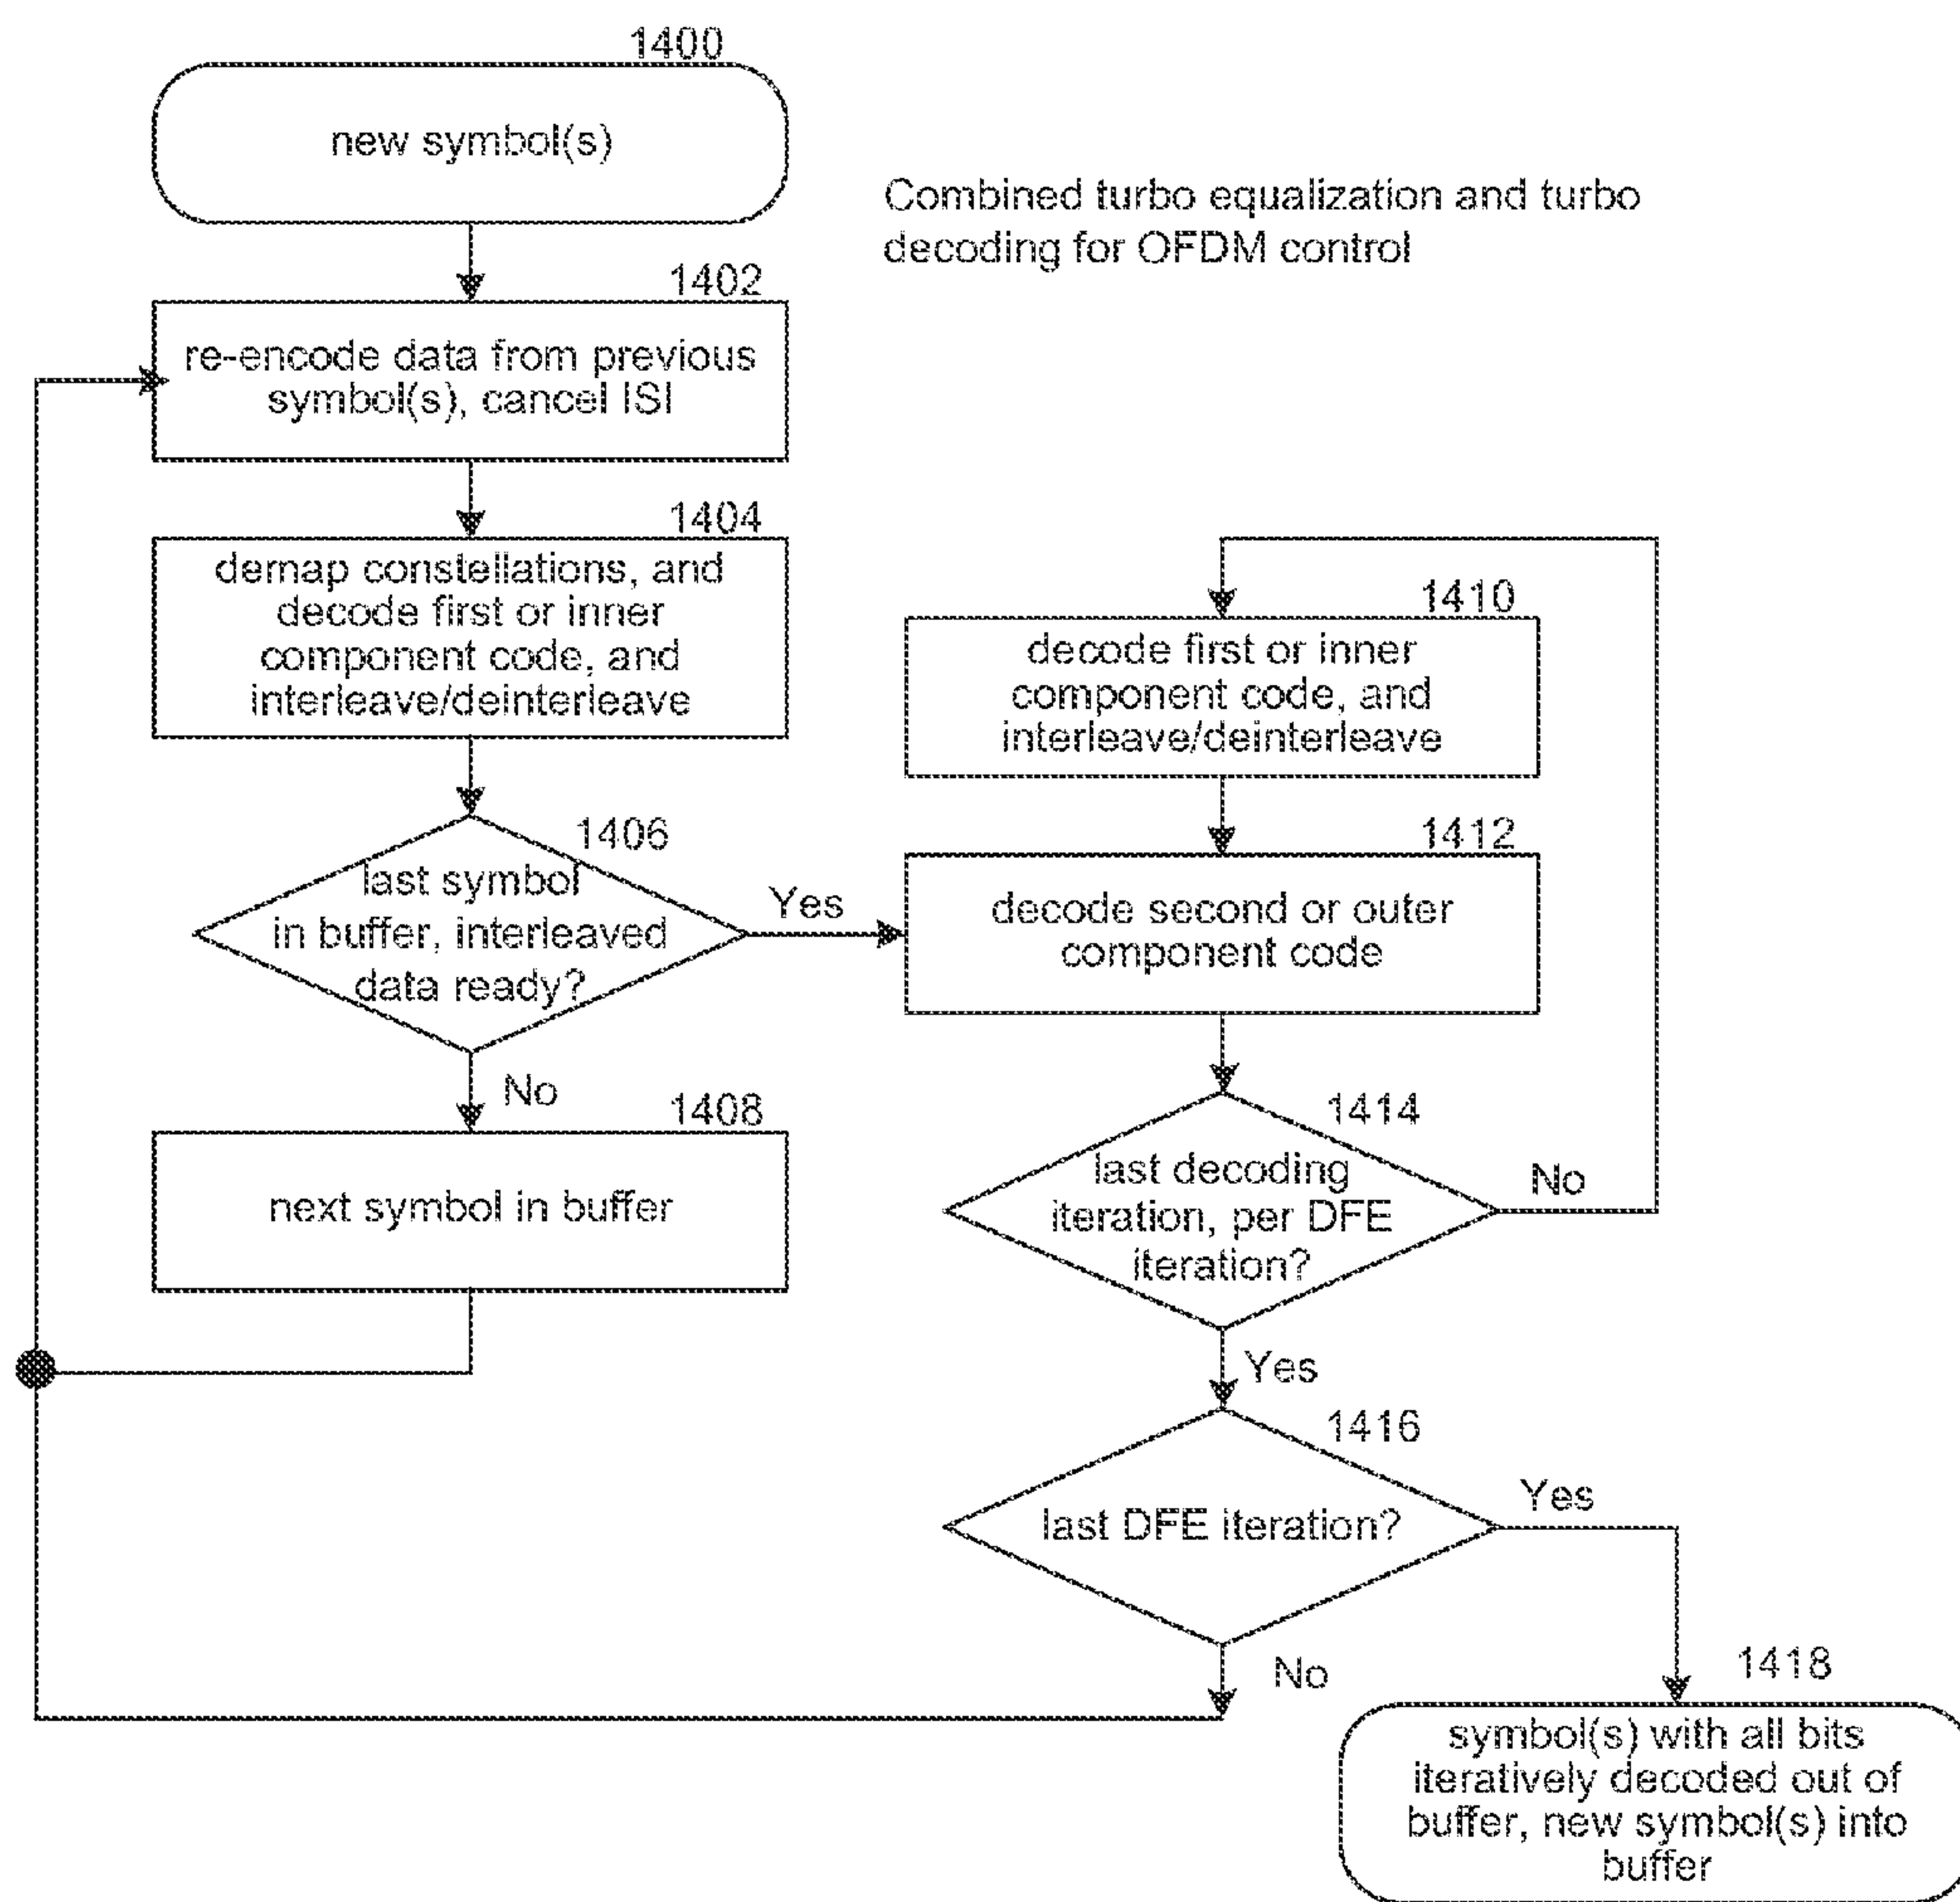 1400
new symbol(s)
Combined turbo equalization and turbo
decoding for OFDM control
1402
re-encode data from previous
symbol(s), cancel ISI
1404
demap constellations, and
decode first or inner
component code, and
interleave/deinterleave
1406
last symbol
in buffer, interleaved
data ready?
Yes
No
1408
next symbol in buffer
1410
decode first or inner
component code, and
interleave/deinterleave
1412
decode second or outer
component code
1414
last decoding
iteration, per DFE
iteration?
No
Yes
1416
last DFE iteration?
Yes
No
1418
symbol(s) with all bits
iteratively decoded out of
buffer, new symbol(s) into
buffer